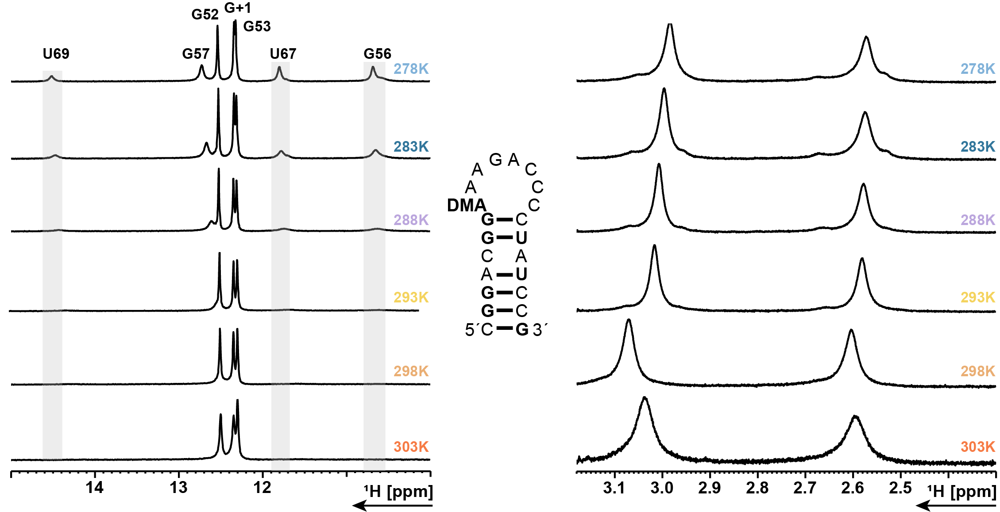 G52
G+1
G53
U69
G57
U67
G56
278K
283K
288K
293K
298K
303K
14
13
12
¹H [ppm]
G A
A C
A C
DMA C
G C
G U
C A
A U
G C
G C
5´C G 3´
278K
283K
288K
293K
298K
303K
3.1
3.0
2.9
2.8
2.7
2.6
2.5
¹H [ppm]